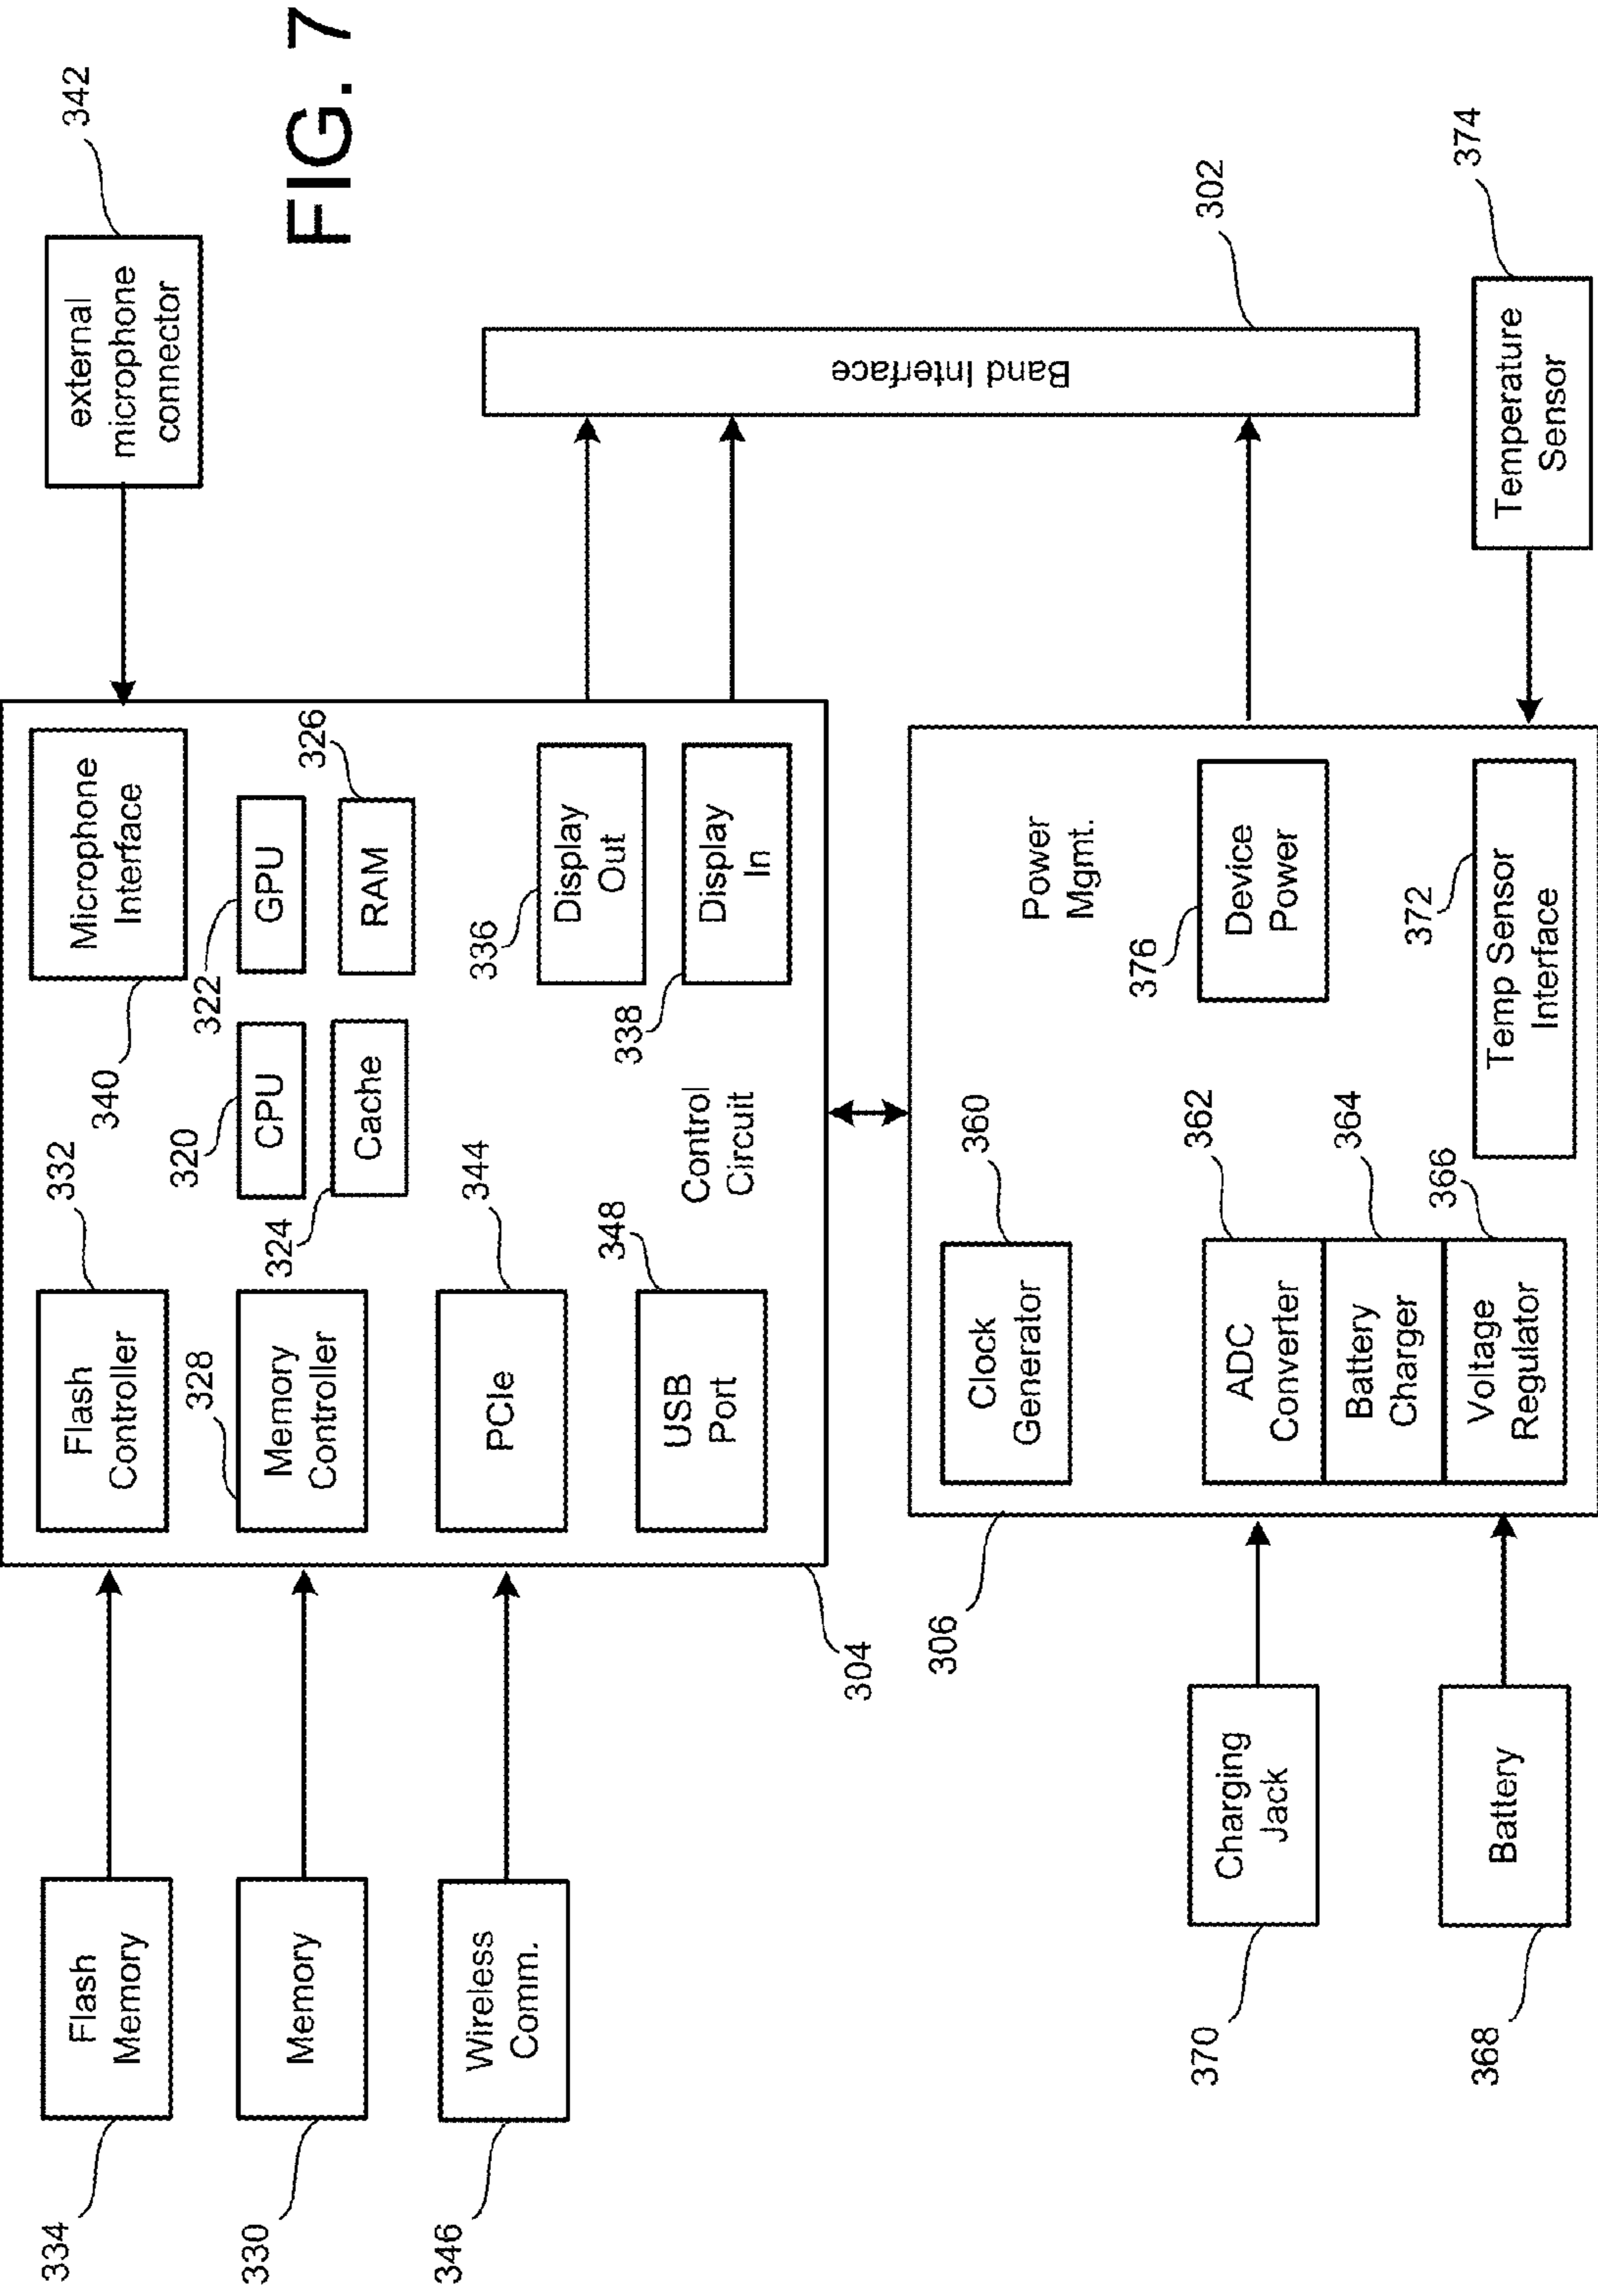 334
Flash
Memory
330
Memory
346
Wireless
Comm.
332
Flash
Controller
328
Memory
Controller
344
PCIe
348
USB
Port
320
CPU
322
GPU
324
Cache
326
RAM
340
Microphone
Interface
336
Display
Out
338
Display
In
Control
Circuit
304
342
external
microphone
connector
FIG. 7
302
Band Interface
306
360
Clock
Generator
Power
Mgmt.
362
ADC
Converter
364
Battery
Charger
366
Voltage
Regulator
376
Device
Power
372
Temp Sensor
Interface
374
Temperature
Sensor
370
Charging
Jack
368
Battery